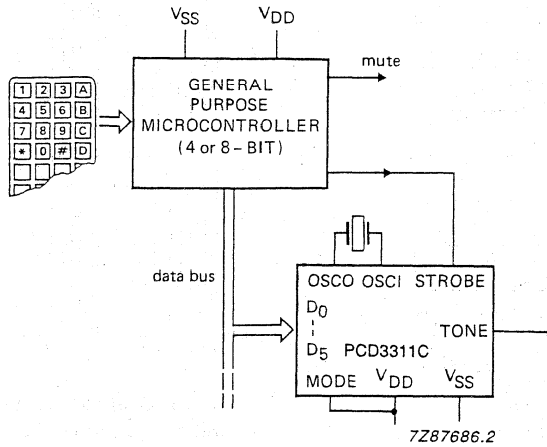 VSS VDD
mute
1 2 3 A
4 5 6 B
7 8 9 C
* 0 # D
GENERAL
PURPOSE
MICROCONTROLLER
(4 or 8 – BIT)
data bus
OSCO OSCI STROBE
D0
TONE
D5 PCD3311C
MODE VDD VSS
7Z87686.2